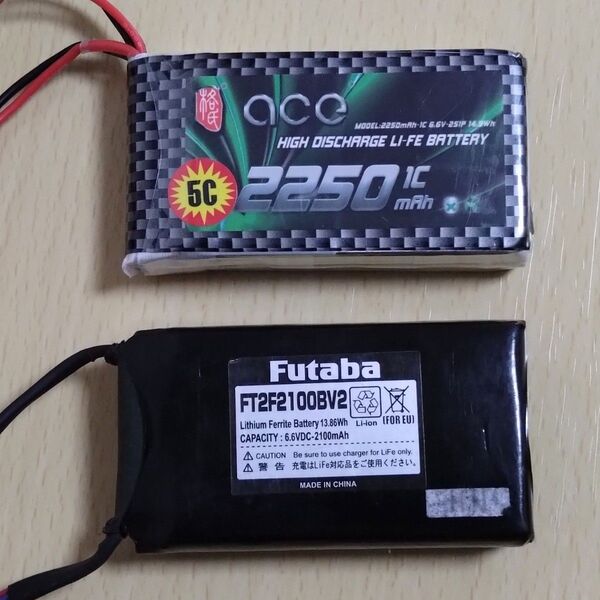 格氏
ace
MODEL:2250mAh-1C 6.6V-2S1P 14.9Wh
HIGH DISCHARGE LI-FE BATTERY
5C
2250 1C
mAh
Futaba
FT2F2100BV2
Lithium Ferrite Battery 13.86Wh
CAPACITY : 6.6VDC-2100mAh
Li-ion
(FOR EU)
CAUTION Be sure to use charger for LiFe only.
警 告 充電はLiFe対応品をご使用ください。
MADE IN CHINA